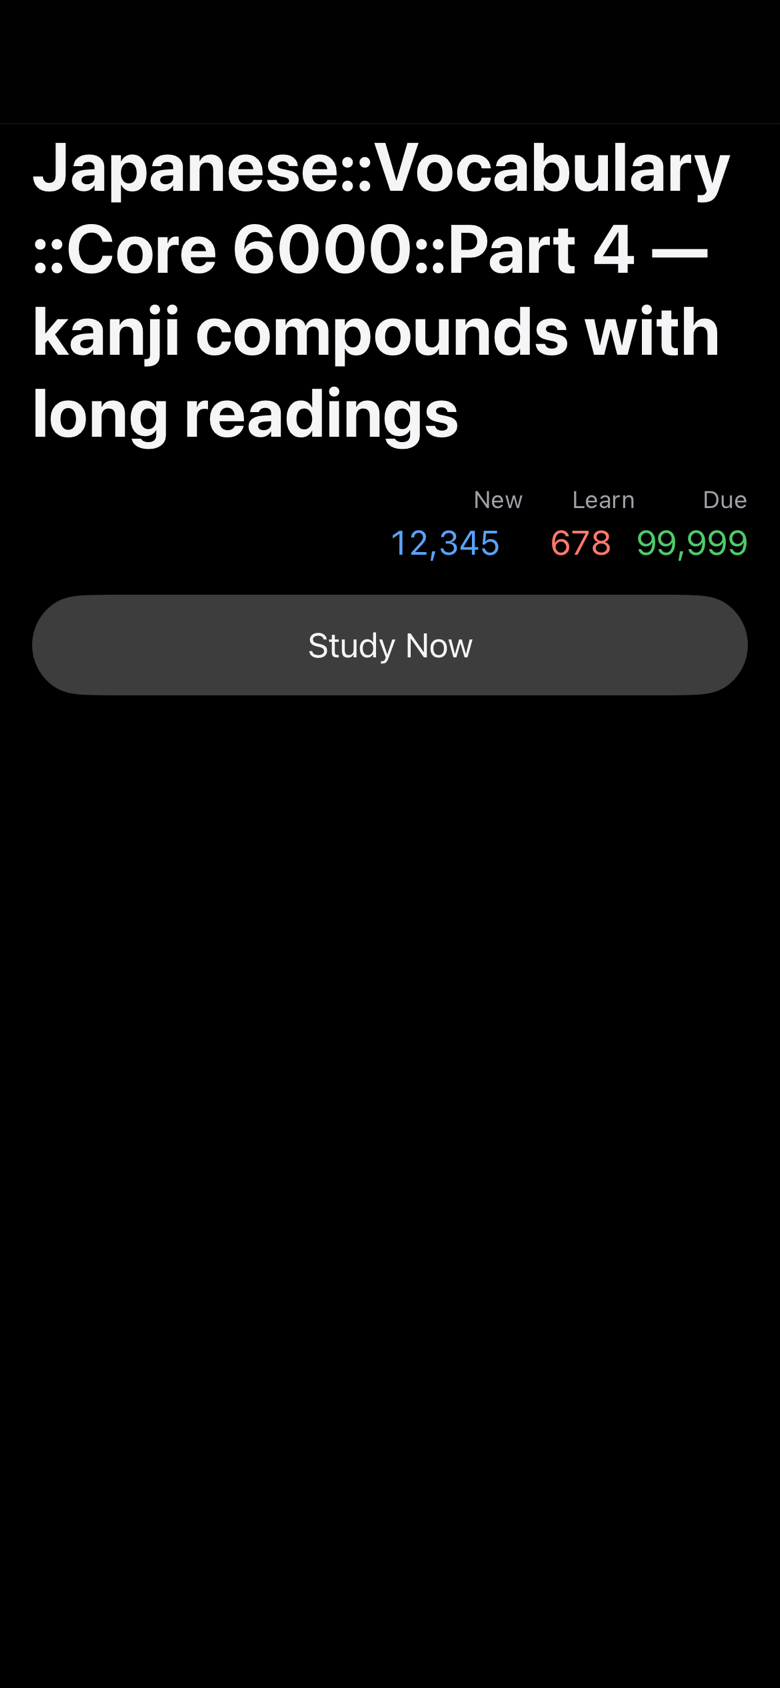 Japanese::Vocabulary
::Core 6000::Part 4 —
kanji compounds with
long readings
New Learn Due
12,345 678 99,999
Study Now